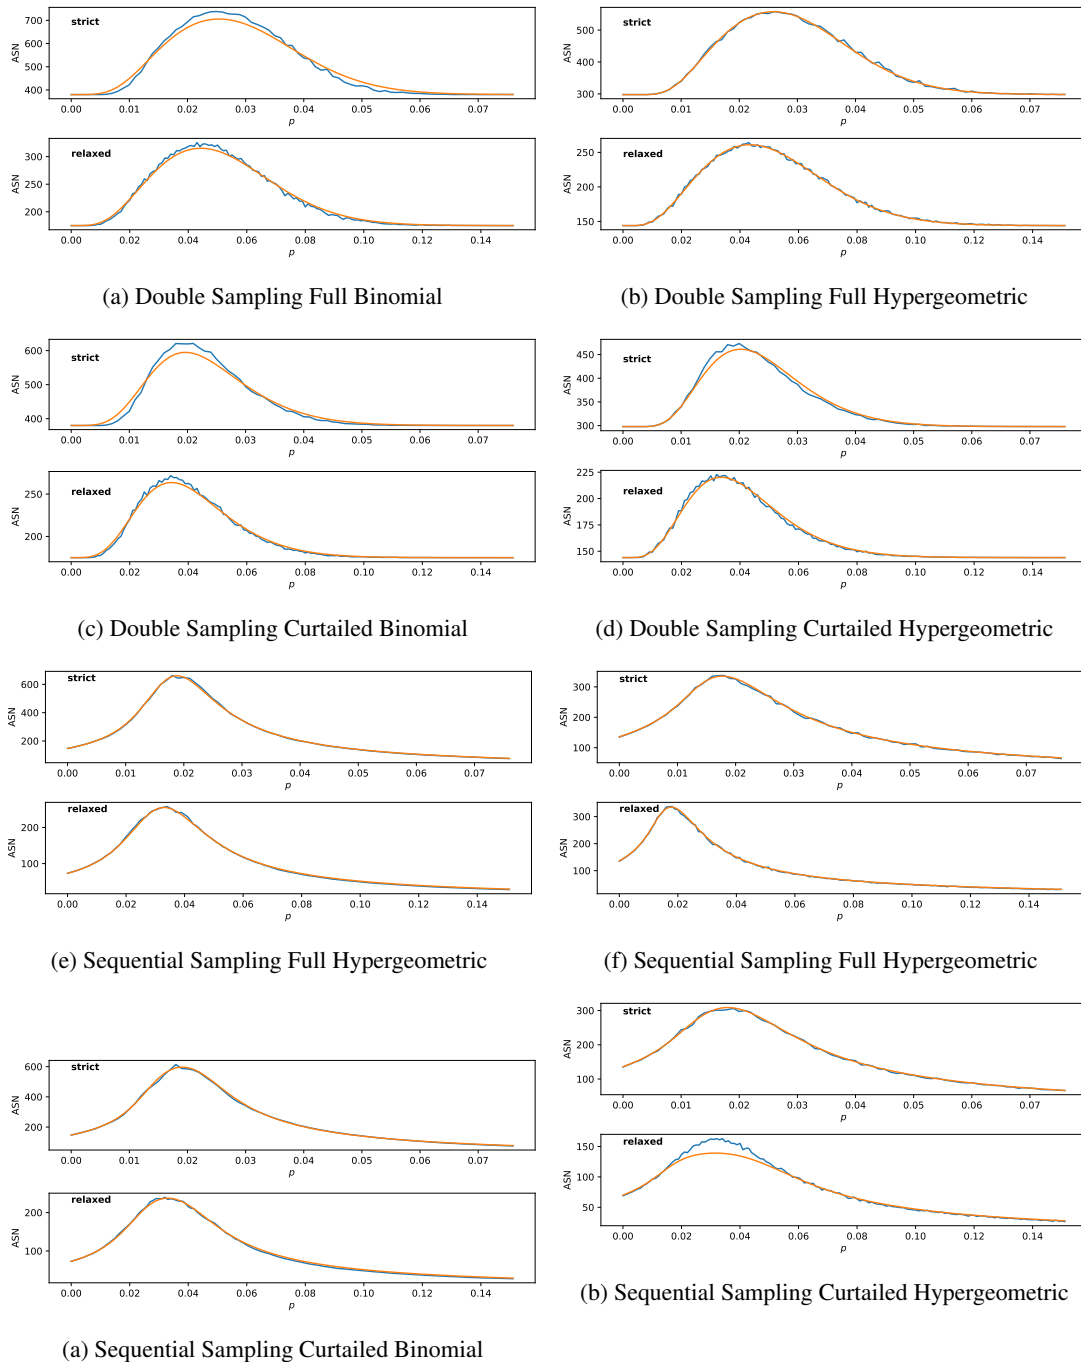 strict
ASN
700
600
500
400
0.00 0.01 0.02 0.03 0.04 0.05 0.06 0.07
p
relaxed
ASN
300
250
200
0.00 0.02 0.04 0.06 0.08 0.10 0.12 0.14
p
(a) Double Sampling Full Binomial
strict
ASN
500
400
300
0.00 0.01 0.02 0.03 0.04 0.05 0.06 0.07
p
relaxed
ASN
250
200
150
0.00 0.02 0.04 0.06 0.08 0.10 0.12 0.14
p
(b) Double Sampling Full Hypergeometric
strict
ASN
600
500
400
0.00 0.01 0.02 0.03 0.04 0.05 0.06 0.07
p
relaxed
ASN
250
200
0.00 0.02 0.04 0.06 0.08 0.10 0.12 0.14
p
(c) Double Sampling Curtailed Binomial
strict
ASN
450
400
350
300
0.00 0.01 0.02 0.03 0.04 0.05 0.06 0.07
p
relaxed
ASN
225
200
175
150
0.00 0.02 0.04 0.06 0.08 0.10 0.12 0.14
p
(d) Double Sampling Curtailed Hypergeometric
strict
ASN
600
400
200
0.00 0.01 0.02 0.03 0.04 0.05 0.06 0.07
p
relaxed
ASN
200
100
0.00 0.02 0.04 0.06 0.08 0.10 0.12 0.14
p
(e) Sequential Sampling Full Hypergeometric
strict
ASN
300
200
100
0.00 0.01 0.02 0.03 0.04 0.05 0.06 0.07
p
relaxed
ASN
300
200
100
0.00 0.02 0.04 0.06 0.08 0.10 0.12 0.14
p
(f) Sequential Sampling Full Hypergeometric
strict
ASN
600
400
200
0.00 0.01 0.02 0.03 0.04 0.05 0.06 0.07
p
relaxed
ASN
200
100
0.00 0.02 0.04 0.06 0.08 0.10 0.12 0.14
p
(a) Sequential Sampling Curtailed Binomial
strict
ASN
300
200
100
0.00 0.01 0.02 0.03 0.04 0.05 0.06 0.07
p
relaxed
ASN
150
100
50
0.00 0.02 0.04 0.06 0.08 0.10 0.12 0.14
p
(b) Sequential Sampling Curtailed Hypergeometric